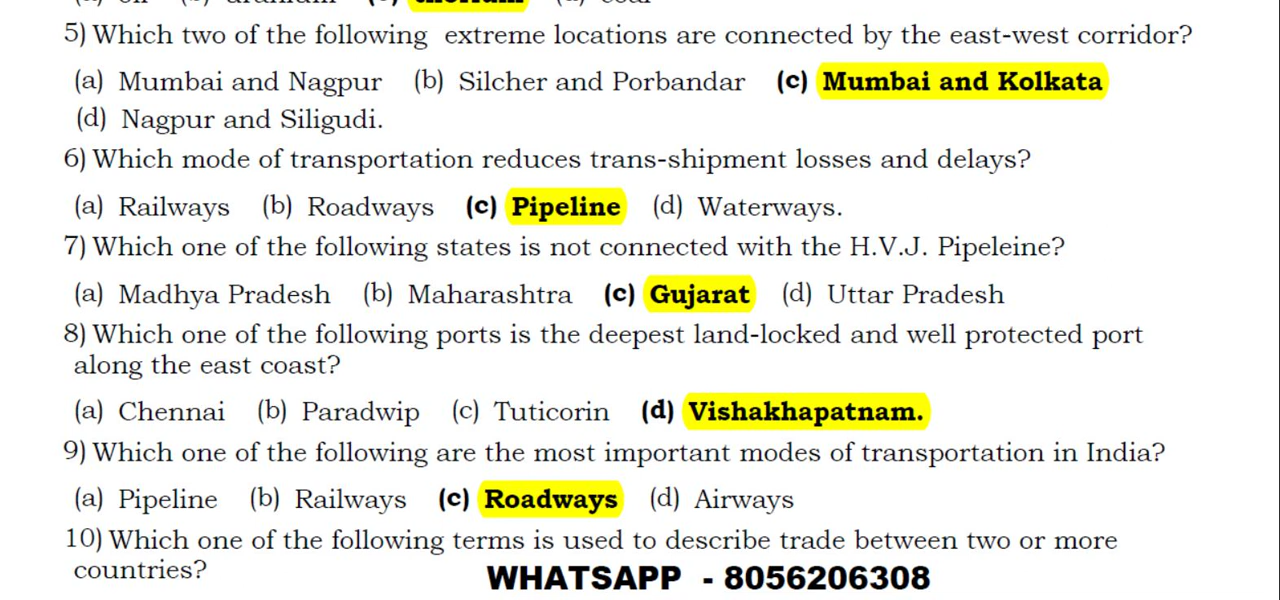 (a) oil (b) uranium (c) thorium (d) coal
5) Which two of the following extreme locations are connected by the east-west corridor?
(a) Mumbai and Nagpur (b) Silcher and Porbandar (c) Mumbai and Kolkata
(d) Nagpur and Siligudi.
6) Which mode of transportation reduces trans-shipment losses and delays?
(a) Railways (b) Roadways (c) Pipeline (d) Waterways.
7) Which one of the following states is not connected with the H.V.J. Pipeleine?
(a) Madhya Pradesh (b) Maharashtra (c) Gujarat (d) Uttar Pradesh
8) Which one of the following ports is the deepest land-locked and well protected port
along the east coast?
(a) Chennai (b) Paradwip (c) Tuticorin (d) Vishakhapatnam.
9) Which one of the following are the most important modes of transportation in India?
(a) Pipeline (b) Railways (c) Roadways (d) Airways
10) Which one of the following terms is used to describe trade between two or more
countries?
WHATSAPP - 8056206308